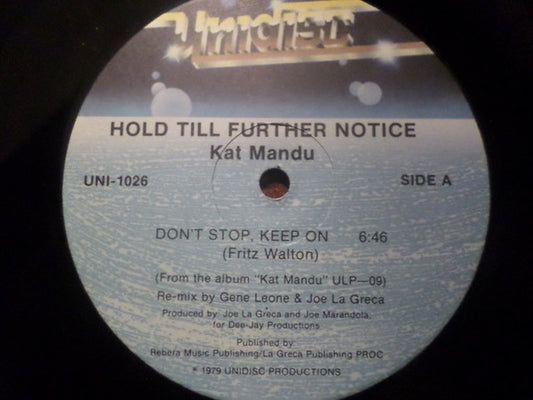 Unidisc
HOLD TILL FURTHER NOTICE
Kat Mandu
UNI-1026 SIDE A
DON'T STOP, KEEP ON 6:46
(Fritz Walton)
(From the album "Kat Mandu" ULP—09)
Re-mix by Gene Leone & Joe La Greca
Produced by: Joe La Greca and Joe Marandola,
for Dee-Jay Productions
Published by:
Rebera Music Publishing/La Greca Publishing PROC
℗ 1979 UNIDISC PRODUCTIONS